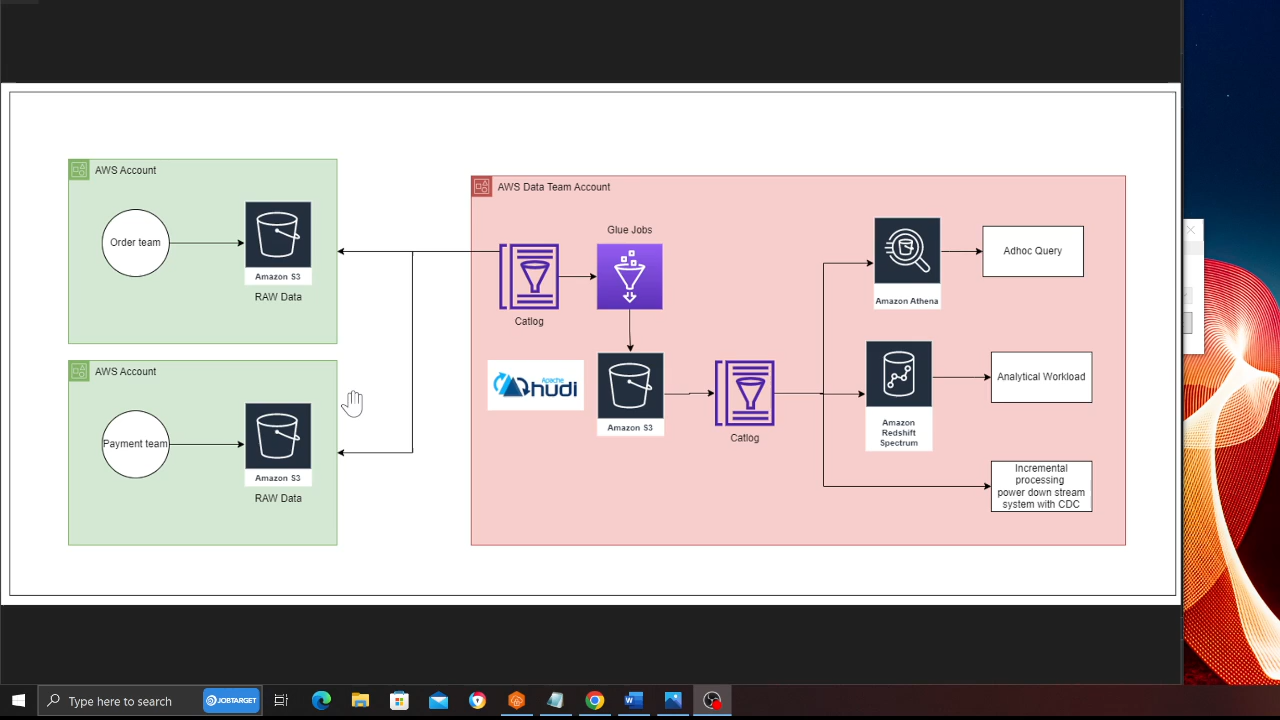 AWS Account
Order team
Amazon S3
RAW Data
AWS Account
Payment team
Amazon S3
RAW Data
AWS Data Team Account
Glue Jobs
Catlog
Apache
hudi
Amazon S3
Catlog
Amazon Athena
Adhoc Query
Amazon
Redshift
Spectrum
Analytical Workload
Incremental
processing
power down stream
system with CDC
Type here to search
JOBTARGET